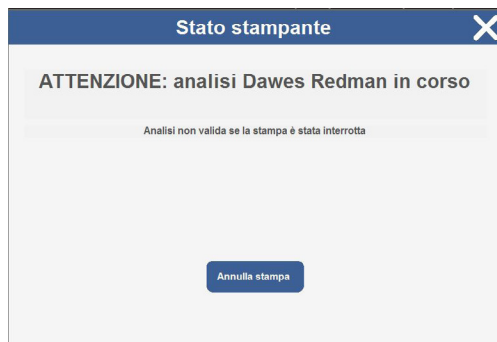 Stato stampante
ATTENZIONE: analisi Dawes Redman in corso
Analisi non valida se la stampa è stata interrotta
Annulla stampa